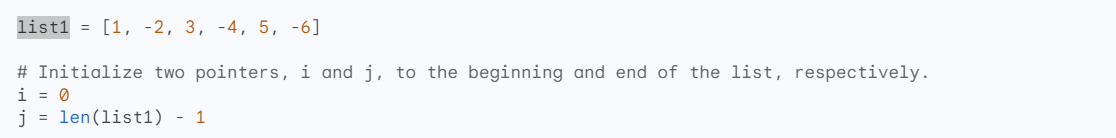 list1 = [1, -2, 3, -4, 5, -6]
# Initialize two pointers, i and j, to the beginning and end of the list, respectively.
i = 0
j = len(list1) - 1